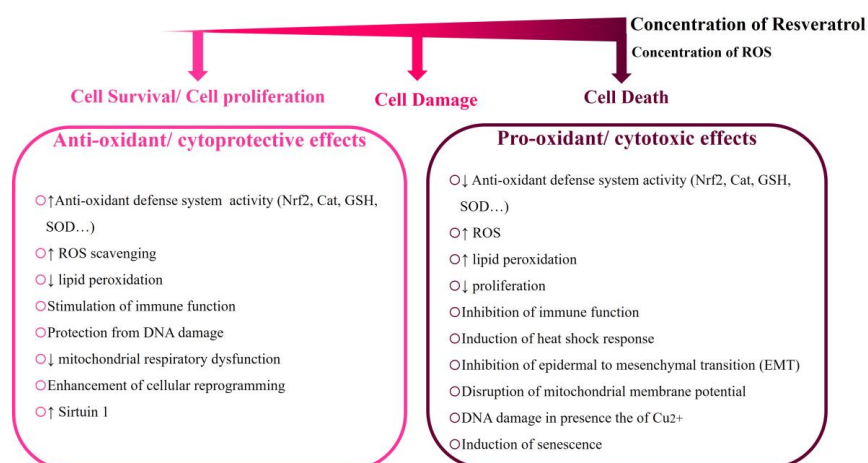 Concentration of Resveratrol
Concentration of ROS
Cell Survival/ Cell proliferation
Cell Damage
Cell Death
Anti-oxidant/ cytoprotective effects
↑Anti-oxidant defense system activity (Nrf2, Cat, GSH,
SOD…)
↑ ROS scavenging
↓ lipid peroxidation
Stimulation of immune function
Protection from DNA damage
↓ mitochondrial respiratory dysfunction
Enhancement of cellular reprogramming
↑ Sirtuin 1
Pro-oxidant/ cytotoxic effects
↓ Anti-oxidant defense system activity (Nrf2, Cat, GSH,
SOD…)
↑ ROS
↑ lipid peroxidation
↓ proliferation
Inhibition of immune function
Induction of heat shock response
Inhibition of epidermal to mesenchymal transition (EMT)
Disruption of mitochondrial membrane potential
DNA damage in presence the of Cu2+
Induction of senescence